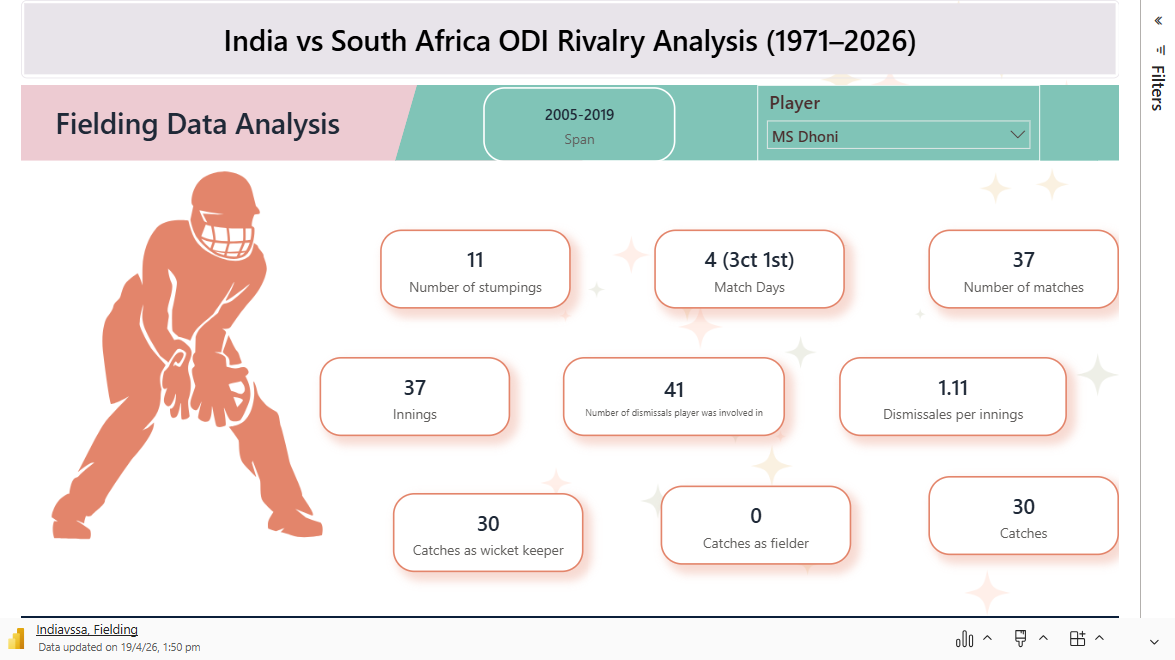 India vs South Africa ODI Rivalry Analysis (1971–2026)
Fielding Data Analysis
2005-2019
Span
Player
MS Dhoni
Filters
11
Number of stumpings
4 (3ct 1st)
Match Days
37
Number of matches
37
Innings
41
Number of dismissals player was involved in
1.11
Dismissales per innings
30
Catches as wicket keeper
0
Catches as fielder
30
Catches
Indiavssa, Fielding
Data updated on 19/4/26, 1:50 pm